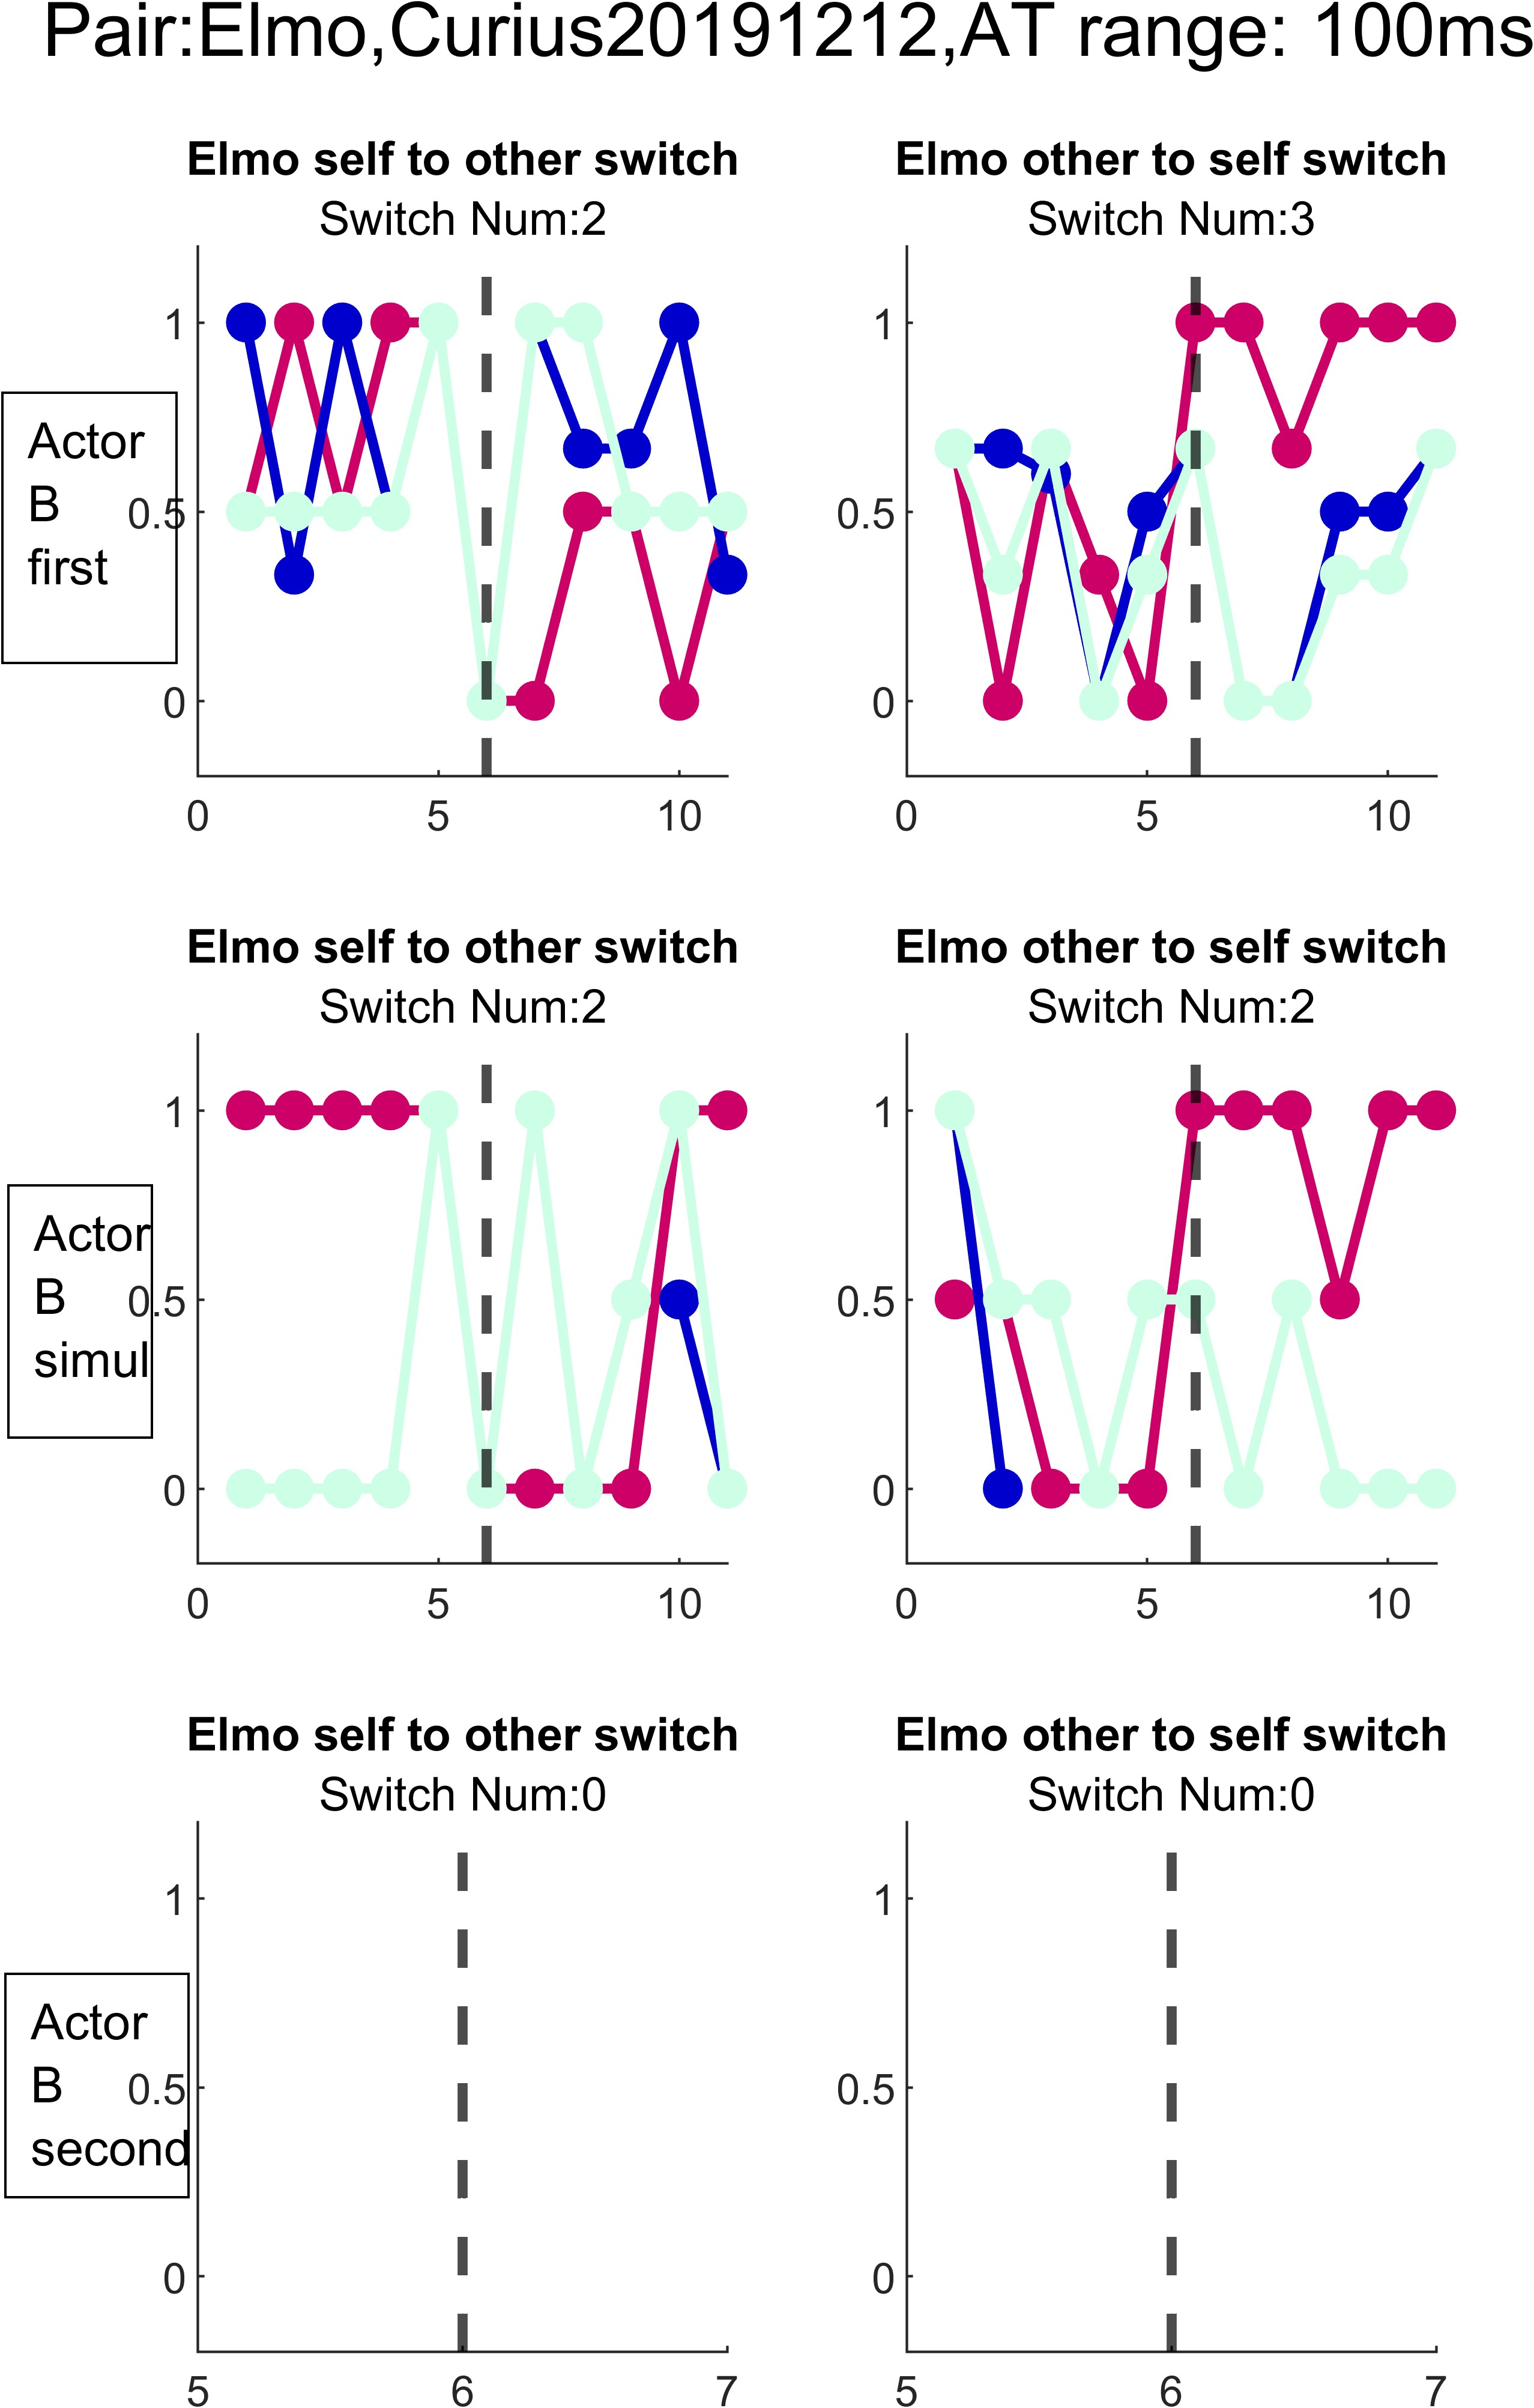 Pair:Elmo,Curius20191212,AT range: 100ms
Elmo self to other switch
Switch Num:2
Elmo other to self switch
Switch Num:3
Actor
B
first
1
0.5
0
0
5
10
1
0.5
0
0
5
10
Elmo self to other switch
Switch Num:2
Elmo other to self switch
Switch Num:2
Actor
B
simul
1
0.5
0
0
5
10
1
0.5
0
0
5
10
Elmo self to other switch
Switch Num:0
Elmo other to self switch
Switch Num:0
Actor
B
second
1
0.5
0
5
6
7
1
0.5
0
5
6
7